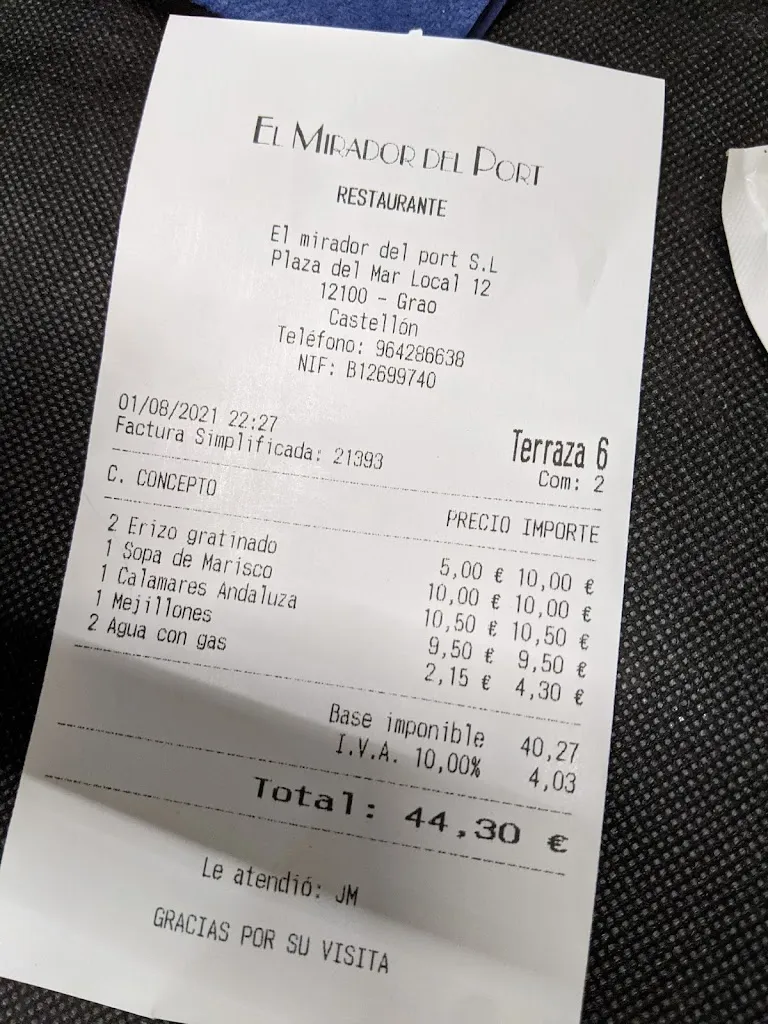 El Mirador del Port
RESTAURANTE
El mirador del port S.L
Plaza del Mar Local 12
12100 - Grao
Castellón
Teléfono: 964286638
NIF: B12699740
01/08/2021 22:27
Factura Simplificada: 21393
Terraza 6
Com: 2
C. CONCEPTO PRECIO IMPORTE
2 Erizo gratinado 5,00 € 10,00 €
1 Sopa de Marisco 10,00 € 10,00 €
1 Calamares Andaluza 10,50 € 10,50 €
1 Mejillones 9,50 € 9,50 €
2 Agua con gas 2,15 € 4,30 €
Base imponible 40,27
I.V.A. 10,00% 4,03
Total: 44,30 €
Le atendió: JM
GRACIAS POR SU VISITA